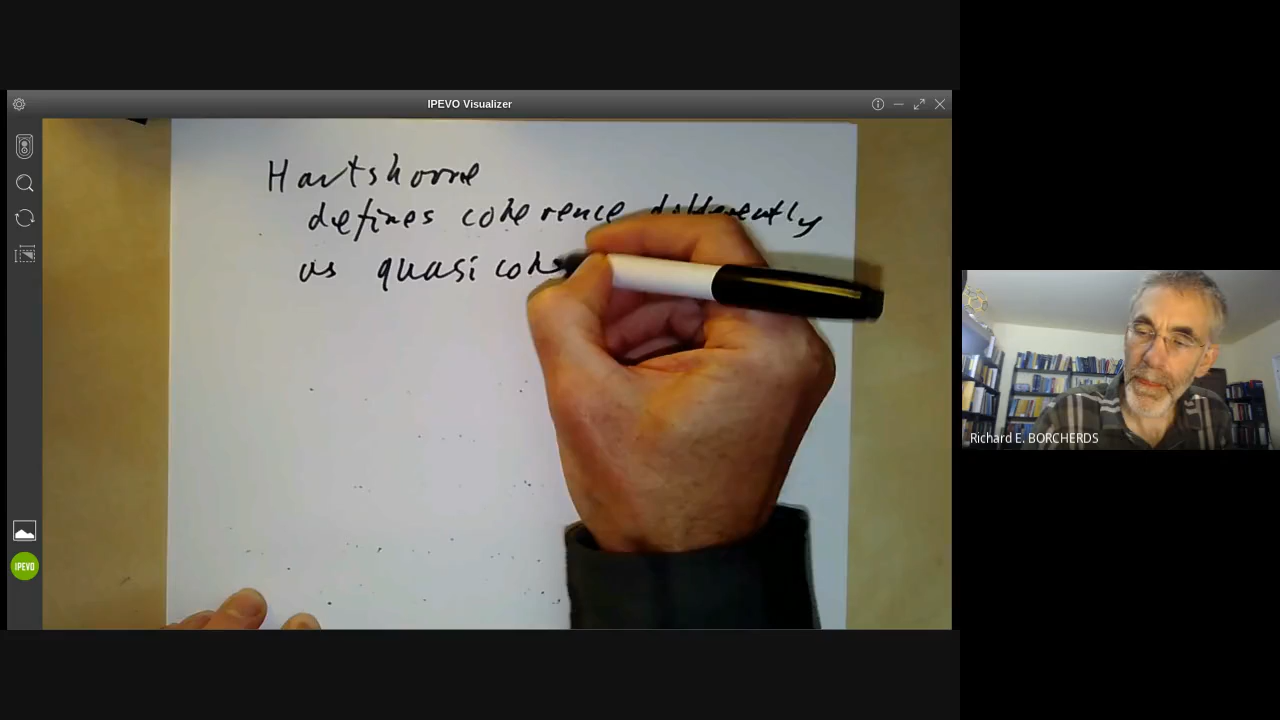 IPEVO Visualizer
Hartshorne
defines coherence differently
as quasi coh
IPEVO
Richard E. BORCHERDS